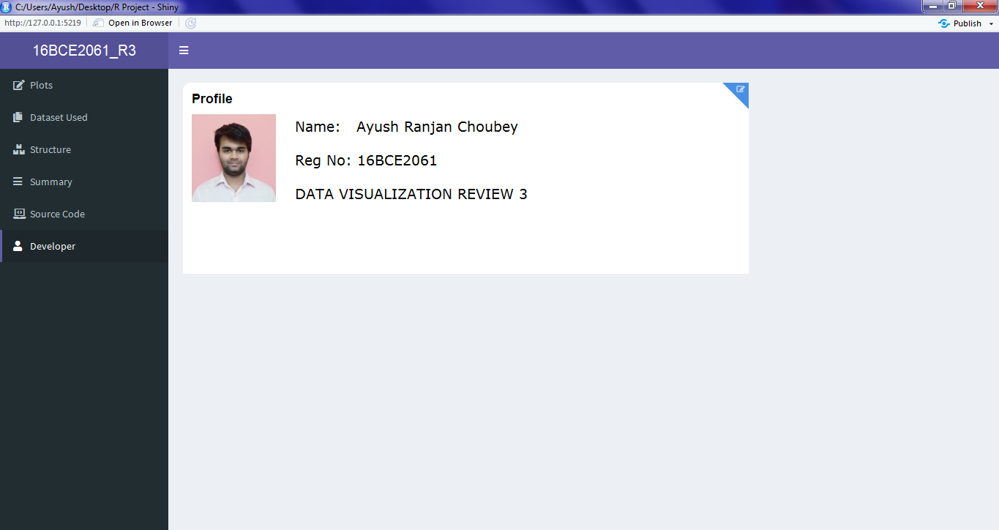 C:/Users/Ayush/Desktop/R Project - Shiny
http://127.0.0.1:5219 Open in Browser Publish
16BCE2061_R3
Plots
Dataset Used
Structure
Summary
Source Code
Developer
Profile
Name: Ayush Ranjan Choubey
Reg No: 16BCE2061
DATA VISUALIZATION REVIEW 3